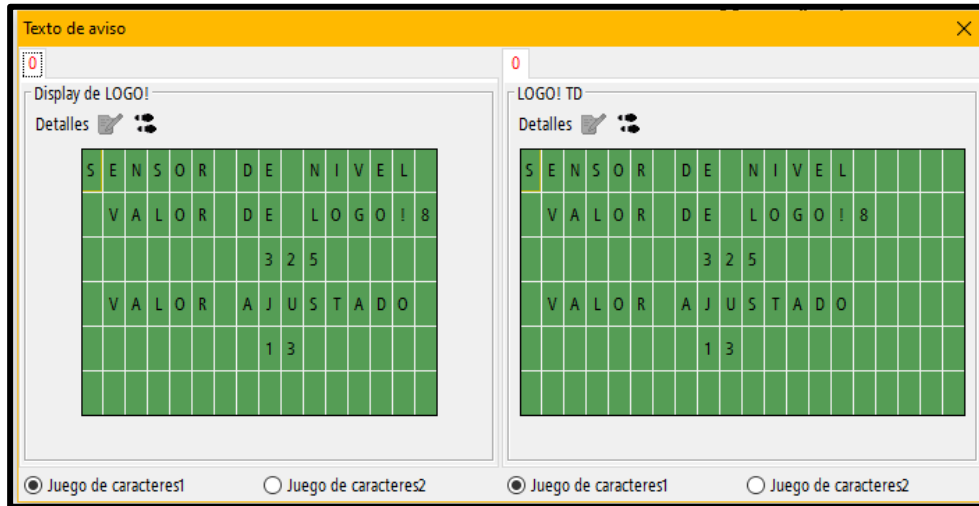 Texto de aviso
0
Display de LOGO!
Detalles
SENSOR DE NIVEL
VALOR DE LOGO! 8
325
VALOR AJUSTADO
13
Juego de caracteres1 Juego de caracteres2
0
LOGO! TD
Detalles
SENSOR DE NIVEL
VALOR DE LOGO! 8
325
VALOR AJUSTADO
13
Juego de caracteres1 Juego de caracteres2